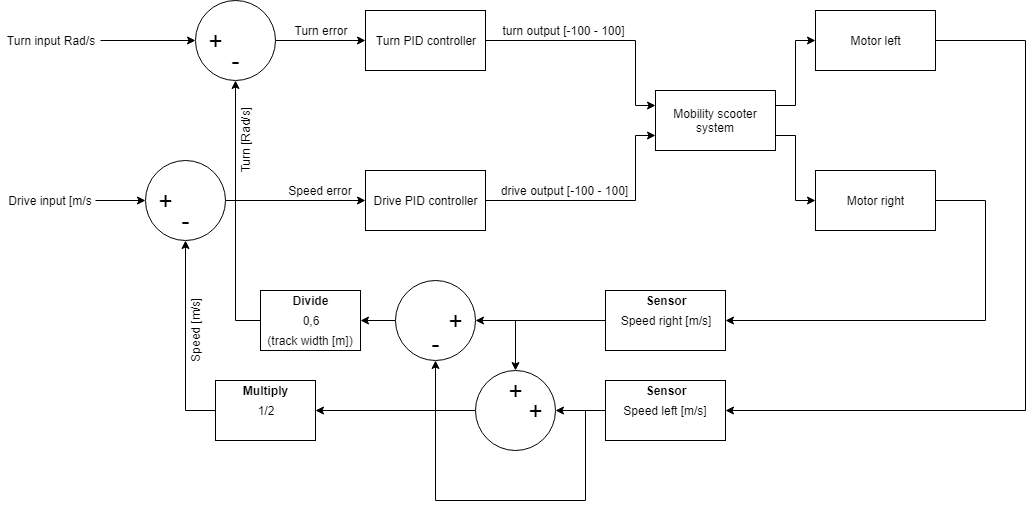 Turn input Rad/s
+
-
Turn error
Turn PID controller
turn output [-100 - 100]
Motor left
Mobility scooter
system
Turn [Rad/s]
Drive input [m/s
+
-
Speed error
Drive PID controller
drive output [-100 - 100]
Motor right
Speed [m/s]
Divide
0,6
(track width [m])
+
-
Sensor
Speed right [m/s]
Multiply
1/2
+
+
Sensor
Speed left [m/s]